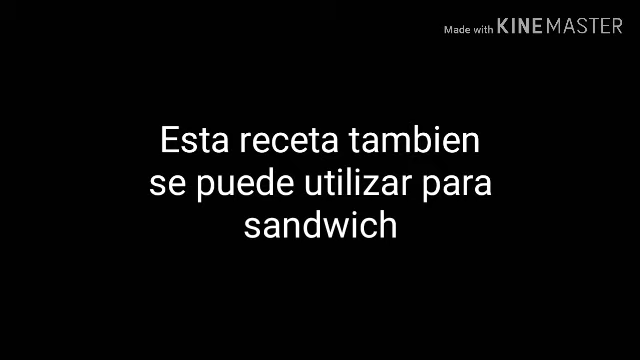 Made with KINEMASTER
Esta receta tambien
se puede utilizar para
sandwich